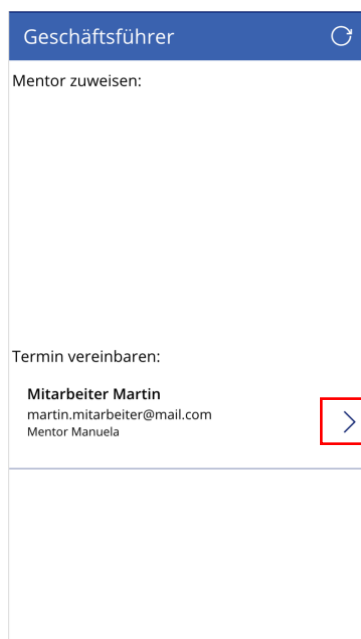 Geschäftsführer
Mentor zuweisen:
Termin vereinbaren:
Mitarbeiter Martin
martin.mitarbeiter@mail.com
Mentor Manuela